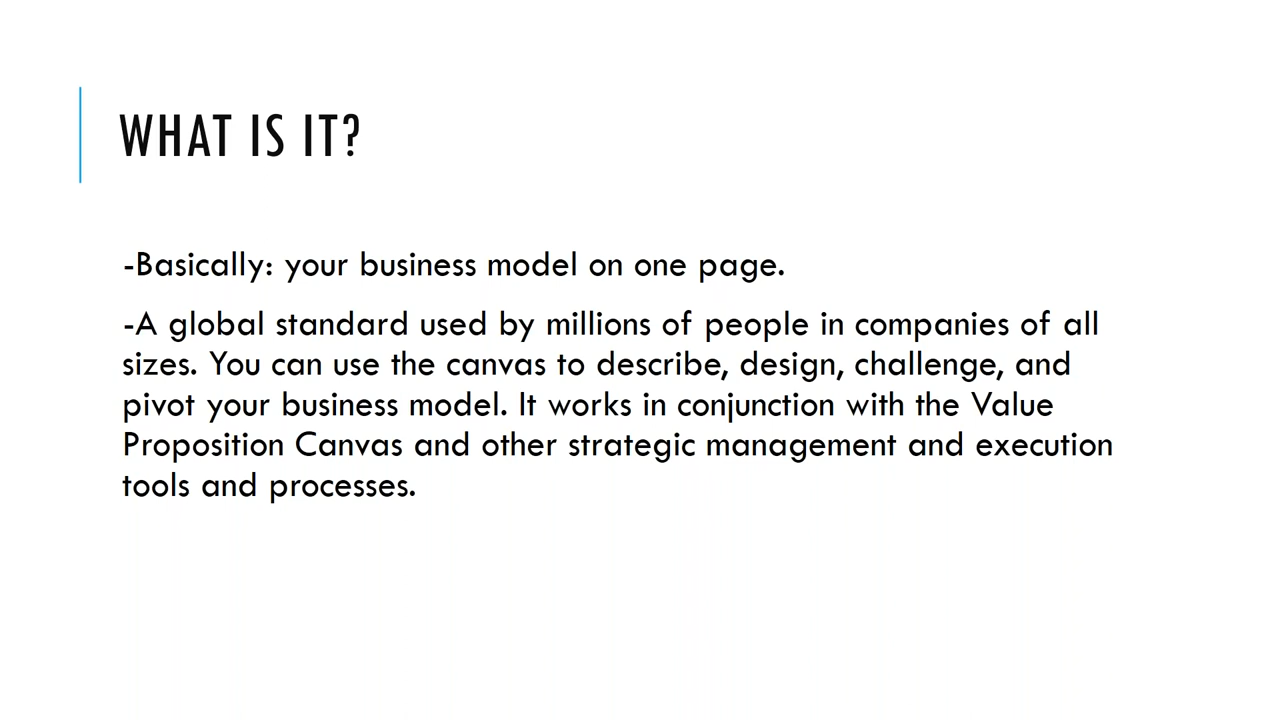 WHAT IS IT?
-Basically: your business model on one page.
-A global standard used by millions of people in companies of all
sizes. You can use the canvas to describe, design, challenge, and
pivot your business model. It works in conjunction with the Value
Proposition Canvas and other strategic management and execution
tools and processes.